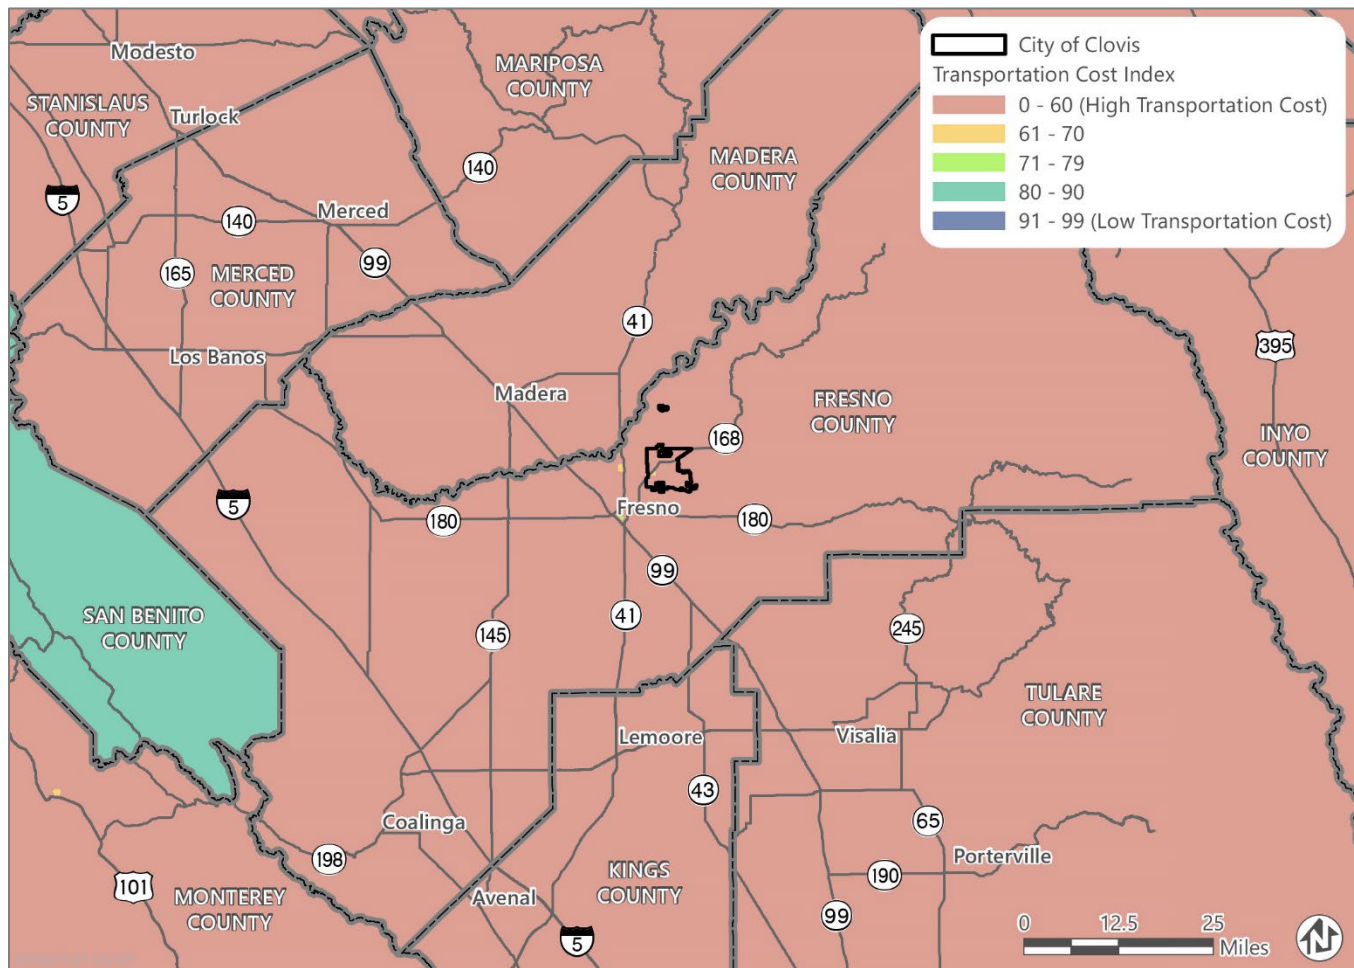 City of Clovis
Transportation Cost Index
0 - 60 (High Transportation Cost)
61 - 70
71 - 79
80 - 90
91 - 99 (Low Transportation Cost)
Modesto
MARIPOSA
COUNTY
STANISLAUS
COUNTY
Turlock
MADERA
COUNTY
140
5
Merced
140
99
165
MERCED
COUNTY
41
395
Los Banos
Madera
FRESNO
COUNTY
168
INYO
COUNTY
5
Fresno
180
180
99
SAN BENITO
COUNTY
41
145
245
TULARE
COUNTY
Lemoore
Visalia
43
Coalinga
65
198
Porterville
101
MONTEREY
COUNTY
KINGS
COUNTY
190
Avenal
99
5
0 12.5 25
Miles
N